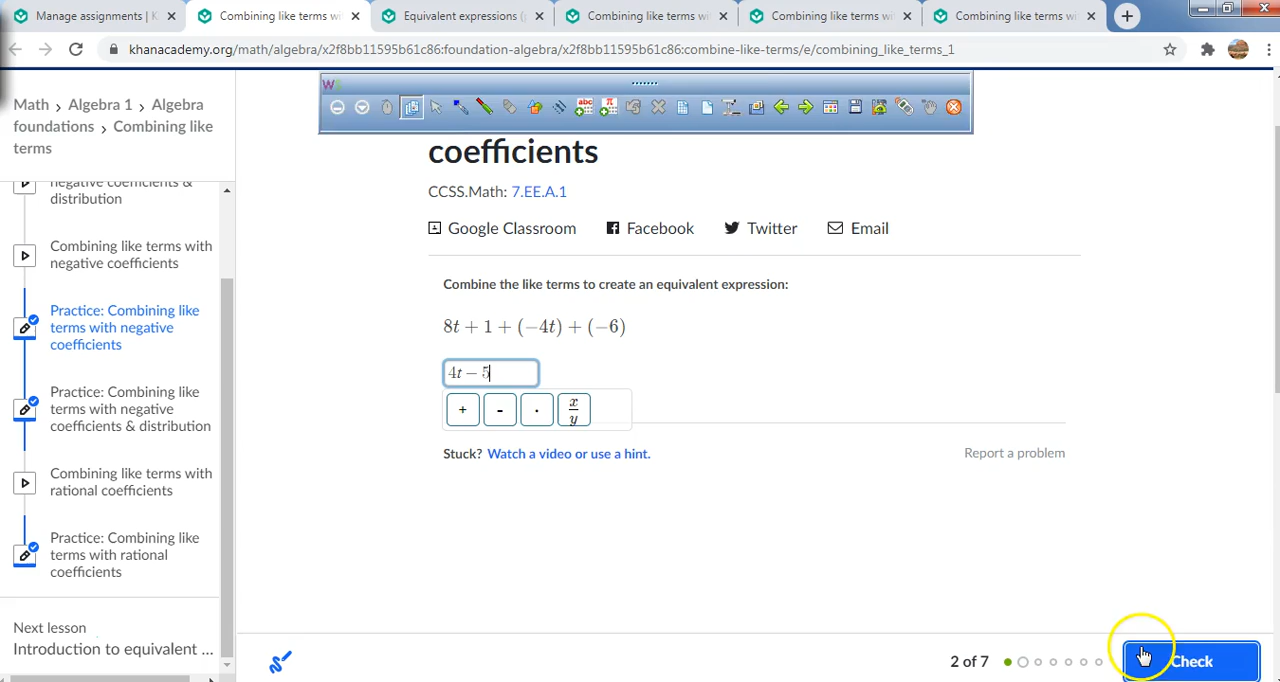 Manage assignments | K
Combining like terms wi
Equivalent expressions (
Combining like terms wi
Combining like terms wi
Combining like terms wi
khanacademy.org/math/algebra/x2f8bb11595b61c86:foundation-algebra/x2f8bb11595b61c86:combine-like-terms/e/combining_like_terms_1
Math > Algebra 1 > Algebra
foundations > Combining like
terms
negative coefficients &
distribution
Combining like terms with
negative coefficients
Practice: Combining like
terms with negative
coefficients
Practice: Combining like
terms with negative
coefficients & distribution
Combining like terms with
rational coefficients
Practice: Combining like
terms with rational
coefficients
Next lesson
Introduction to equivalent ...
coefficients
CCSS.Math: 7.EE.A.1
Google Classroom Facebook Twitter Email
Combine the like terms to create an equivalent expression:
8t + 1 + (−4t) + (−6)
4t − 5
+ - · x/y
Stuck? Watch a video or use a hint.
Report a problem
2 of 7
Check